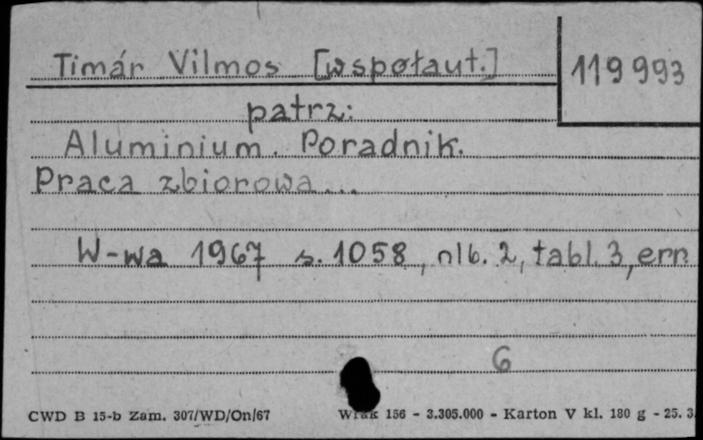 Timár Vilmos [wspołaut.]
119993
patrz:
Aluminium. Poradnik.
Praca zbiorowa...
W-wa 1967 s. 1058, nlb. 2, tabl. 3, err.
6
CWD B 15-b Zam. 307/WD/On/67 156 - 3.305.000 - Karton V kl. 180 g - 25. 3.